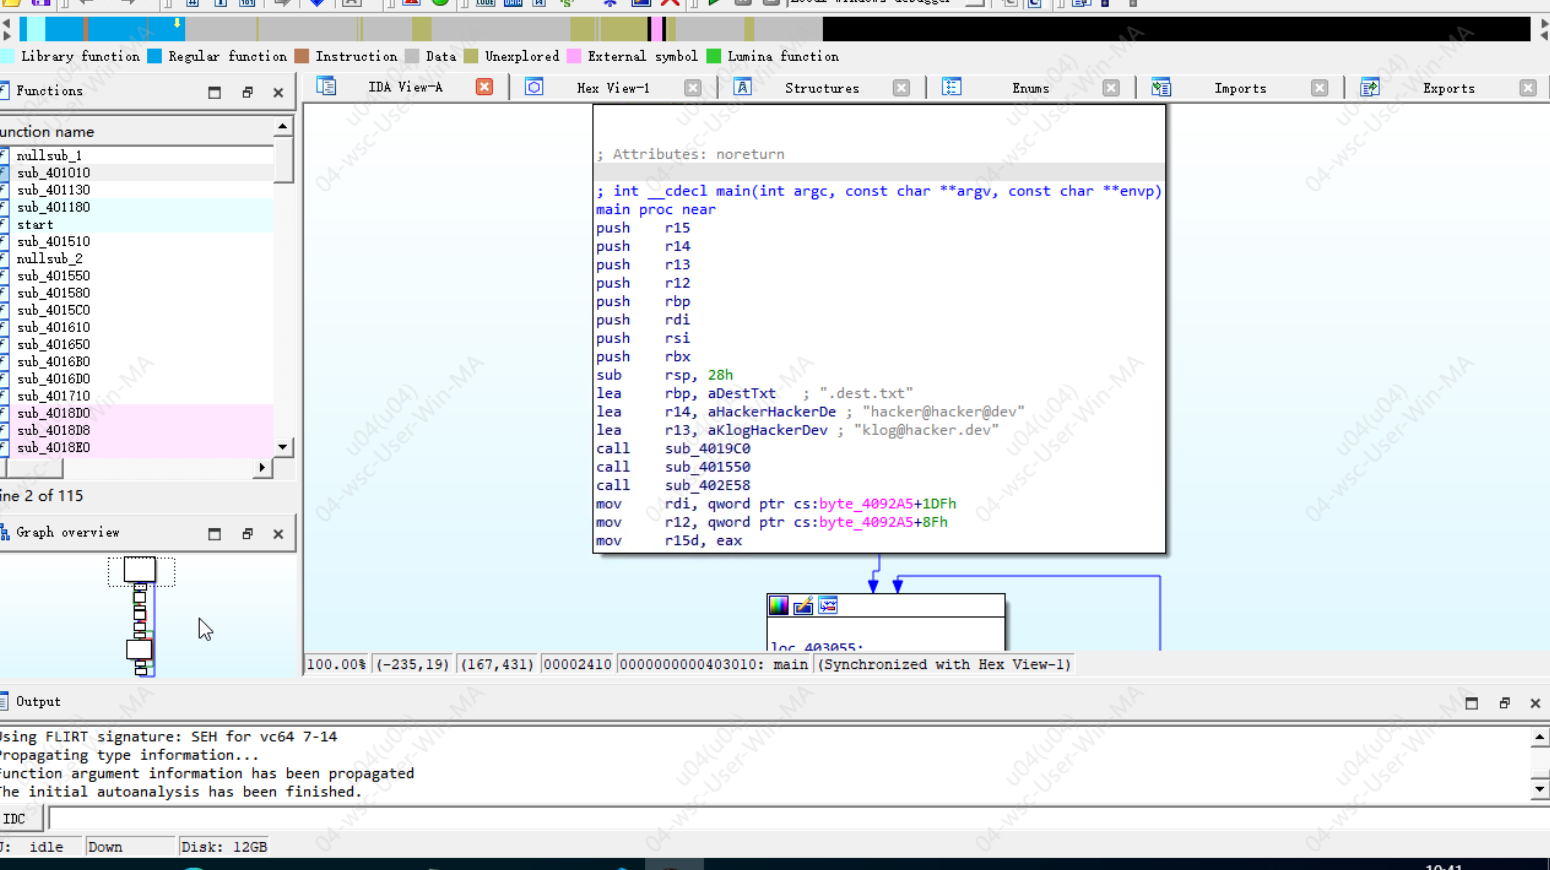 Library function Regular function Instruction Data Unexplored External symbol Lumina function
Functions
IDA View-A Hex View-1 Structures Enums Imports Exports
unction name
nullsub_1
sub_401010
sub_401130
sub_401180
start
sub_401510
nullsub_2
sub_401550
sub_401580
sub_4015C0
sub_401610
sub_401650
sub_4016B0
sub_4016D0
sub_401710
sub_4018D0
sub_4018D8
sub_4018E0
ine 2 of 115
Graph overview
; Attributes: noreturn
; int __cdecl main(int argc, const char **argv, const char **envp)
main proc near
push r15
push r14
push r13
push r12
push rbp
push rdi
push rsi
push rbx
sub rsp, 28h
lea rbp, aDestTxt ; ".dest.txt"
lea r14, aHackerHackerDe ; "hacker@hacker@dev"
lea r13, aKlogHackerDev ; "klog@hacker.dev"
call sub_4019C0
call sub_401550
call sub_402E58
mov rdi, qword ptr cs:byte_4092A5+1DFh
mov r12, qword ptr cs:byte_4092A5+8Fh
mov r15d, eax
loc_403055:
100.00% (-235,19) (167,431) 00002410 0000000000403010: main (Synchronized with Hex View-1)
Output
Using FLIRT signature: SEH for vc64 7-14
Propagating type information...
Function argument information has been propagated
The initial autoanalysis has been finished.
IDC
U: idle Down Disk: 12GB
u04(u04)
04-wsc-User-Win-MA